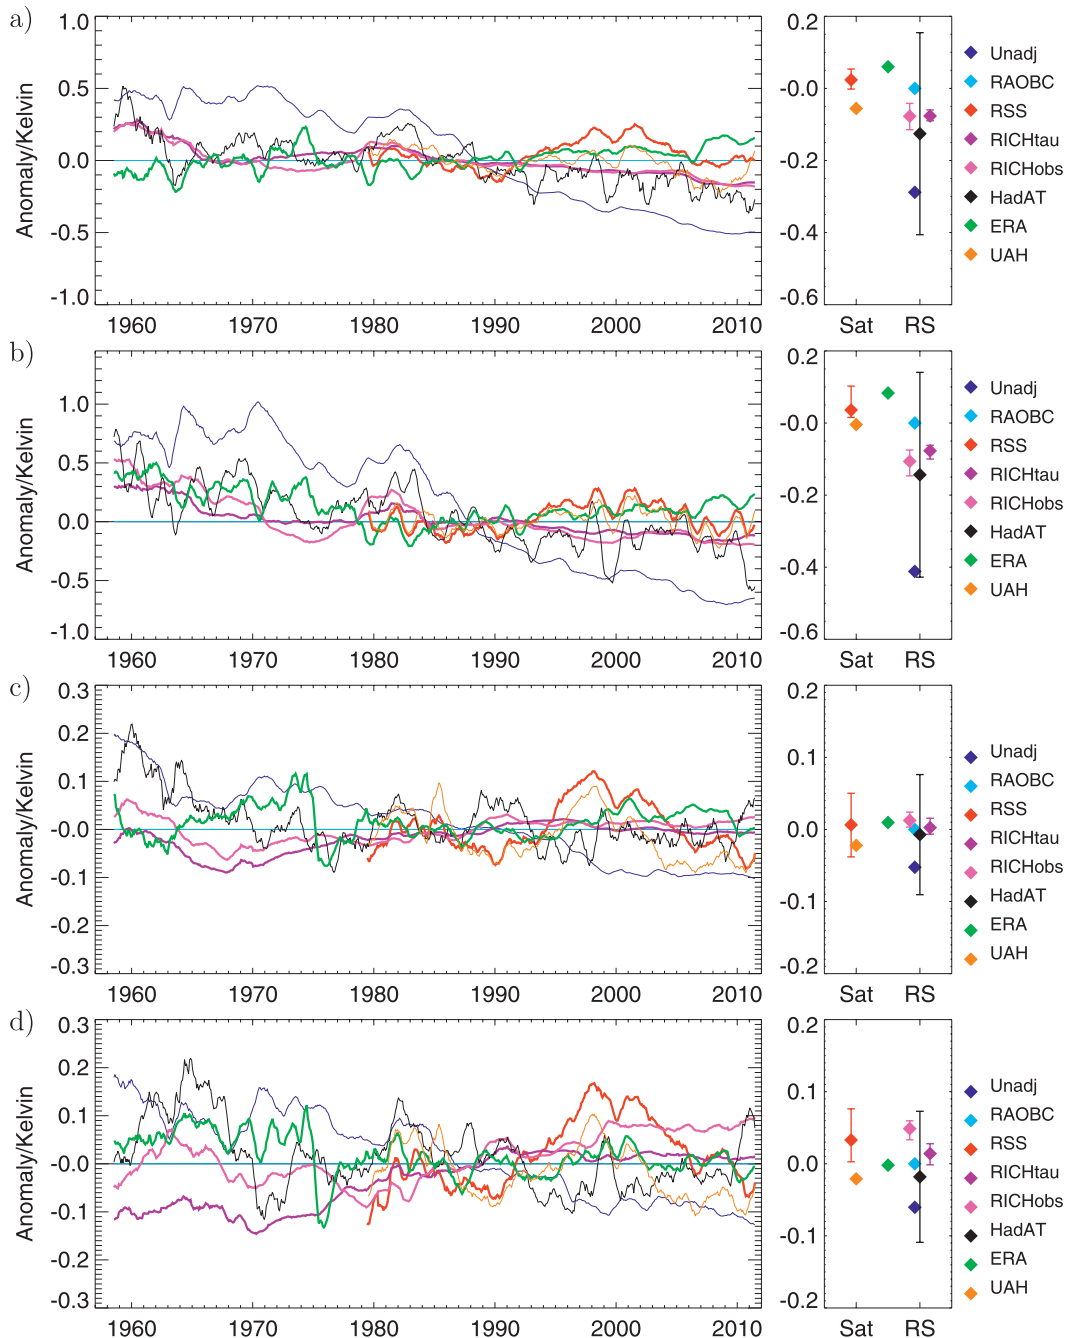 a)
1.0
0.5
0.0
-0.5
-1.0
Anomaly/Kelvin
1960 1970 1980 1990 2000 2010
0.2
-0.0
-0.2
-0.4
-0.6
Sat RS
Unadj
RAOBC
RSS
RICHtau
RICHobs
HadAT
ERA
UAH
b)
1.0
0.5
0.0
-0.5
-1.0
Anomaly/Kelvin
1960 1970 1980 1990 2000 2010
0.2
-0.0
-0.2
-0.4
-0.6
Sat RS
Unadj
RAOBC
RSS
RICHtau
RICHobs
HadAT
ERA
UAH
c)
0.3
0.2
0.1
-0.0
-0.1
-0.2
-0.3
Anomaly/Kelvin
1960 1970 1980 1990 2000 2010
0.2
0.1
-0.0
-0.1
-0.2
Sat RS
Unadj
RAOBC
RSS
RICHtau
RICHobs
HadAT
ERA
UAH
d)
0.3
0.2
0.1
-0.0
-0.1
-0.2
-0.3
Anomaly/Kelvin
1960 1970 1980 1990 2000 2010
0.2
0.1
-0.0
-0.1
-0.2
Sat RS
Unadj
RAOBC
RSS
RICHtau
RICHobs
HadAT
ERA
UAH